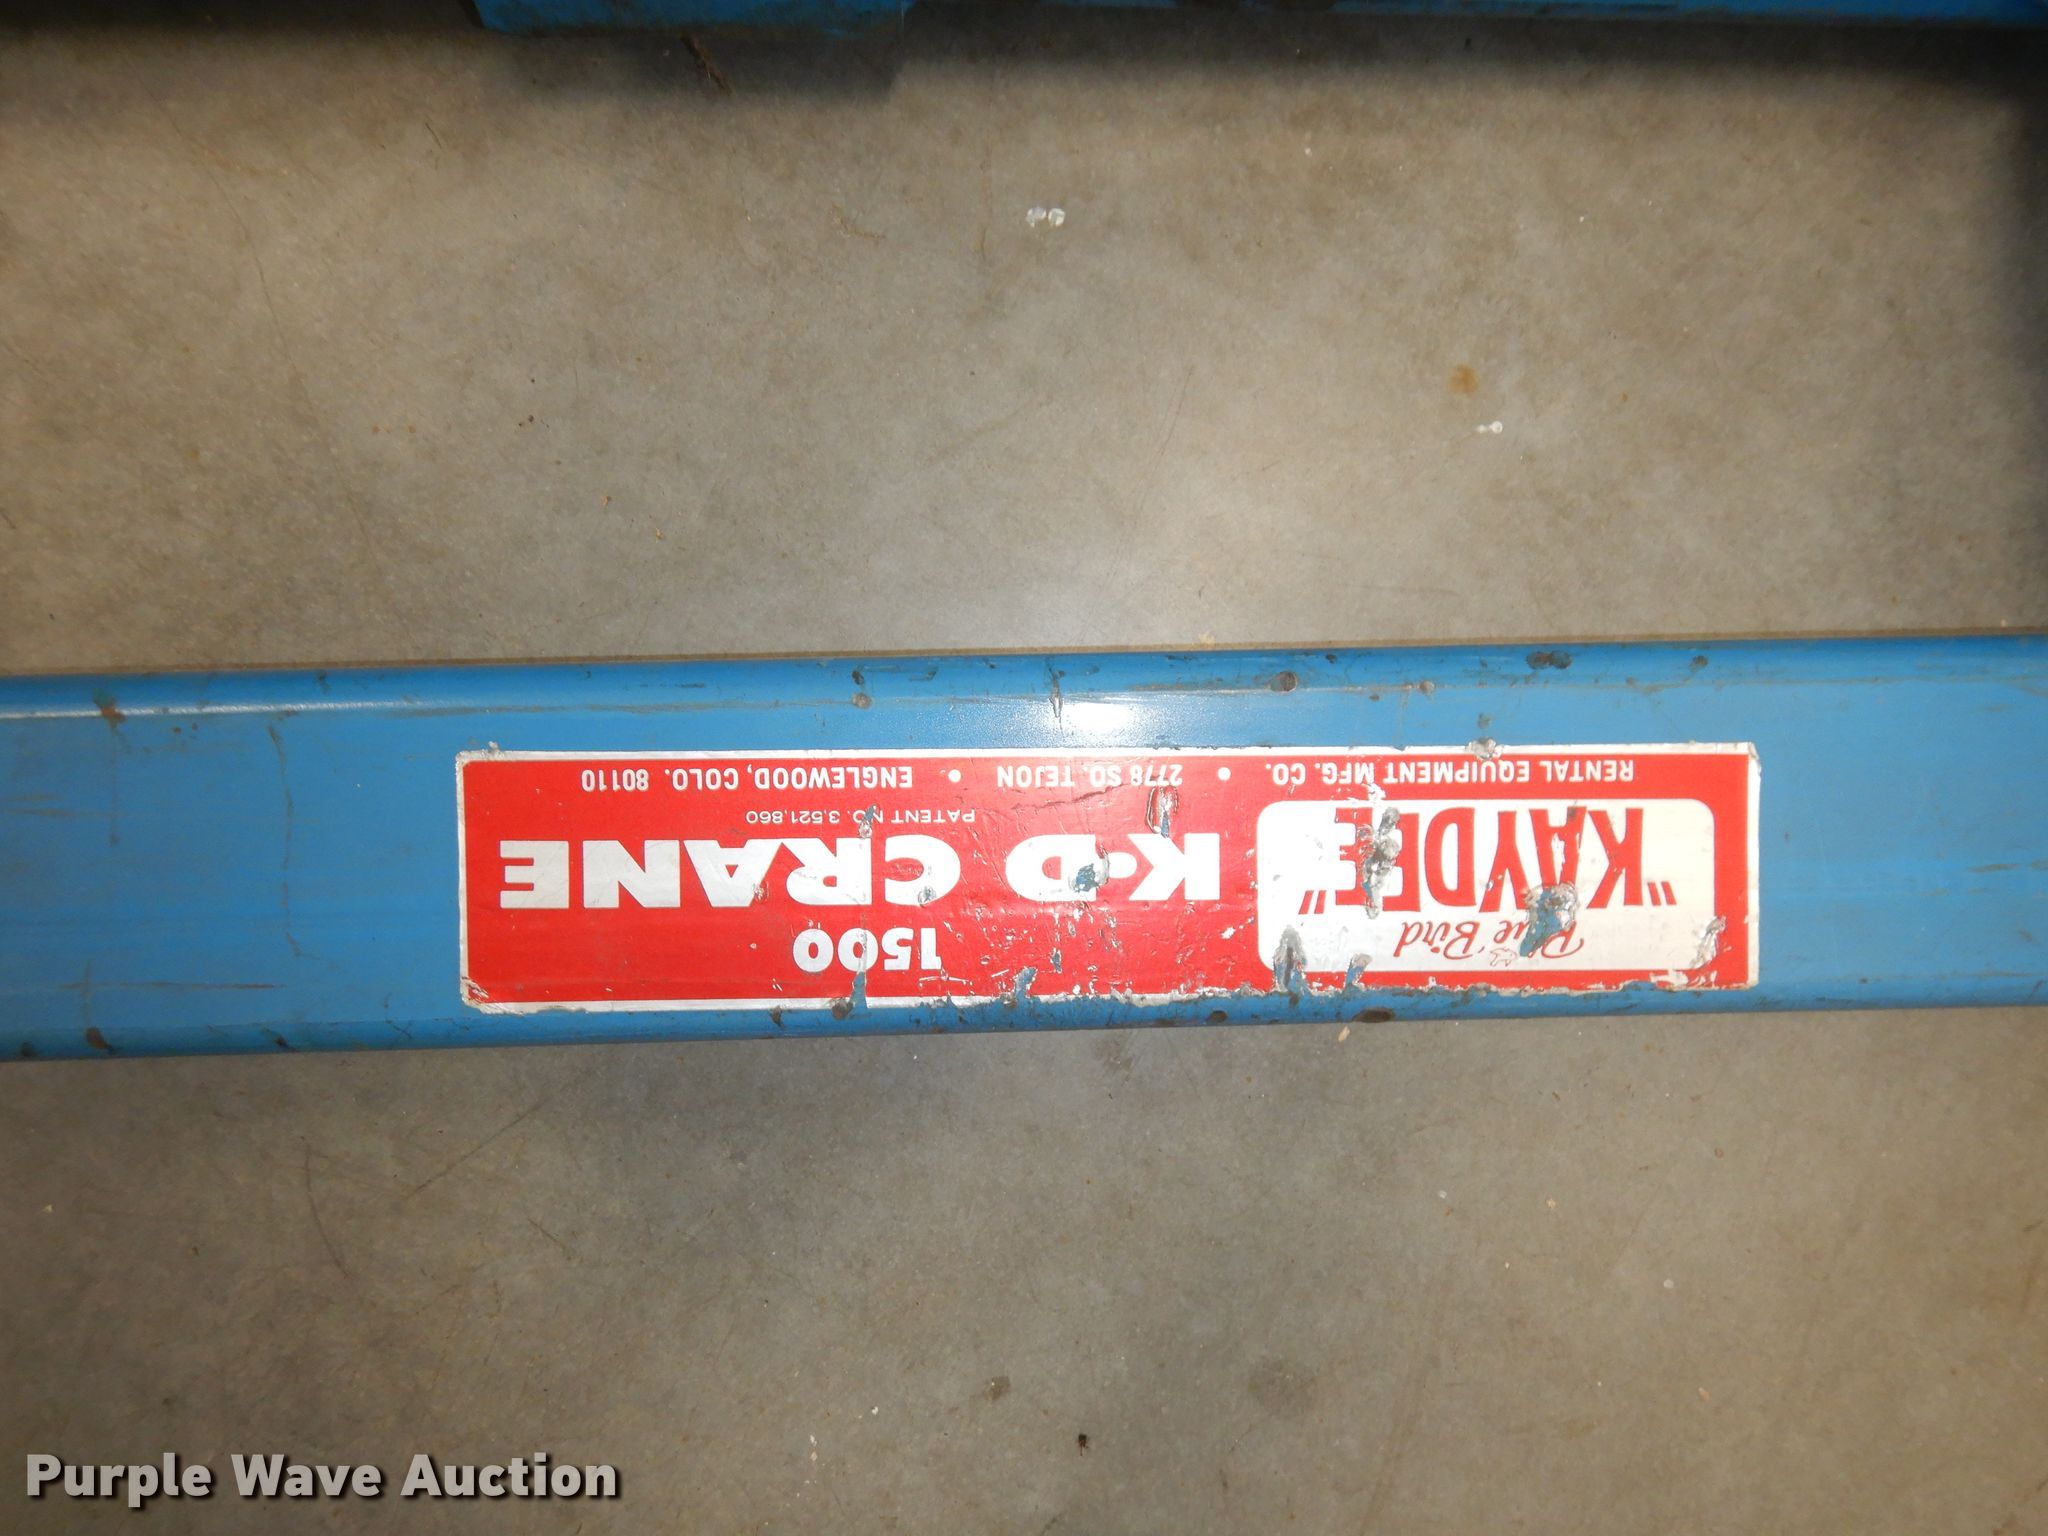 Blue Bird
"KAYDEE"
1500
K-D CRANE
PATENT NO. 3,521,860
RENTAL EQUIPMENT MFG. CO. • 2778 SO. TEJON • ENGLEWOOD, COLO. 80110
Purple Wave Auction